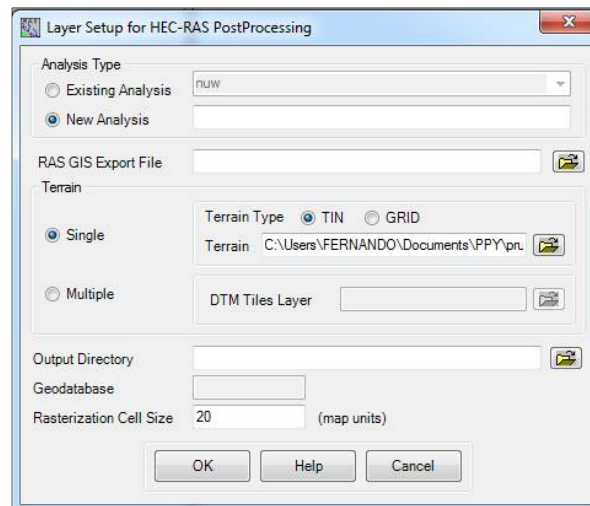 Layer Setup for HEC-RAS PostProcessing
Analysis Type
Existing Analysis
nuw
New Analysis
RAS GIS Export File
Terrain
Single
Terrain Type TIN GRID
Terrain C:\Users\FERNANDO\Documents\PPY\pru
Multiple
DTM Tiles Layer
Output Directory
Geodatabase
Rasterization Cell Size 20 (map units)
OK Help Cancel